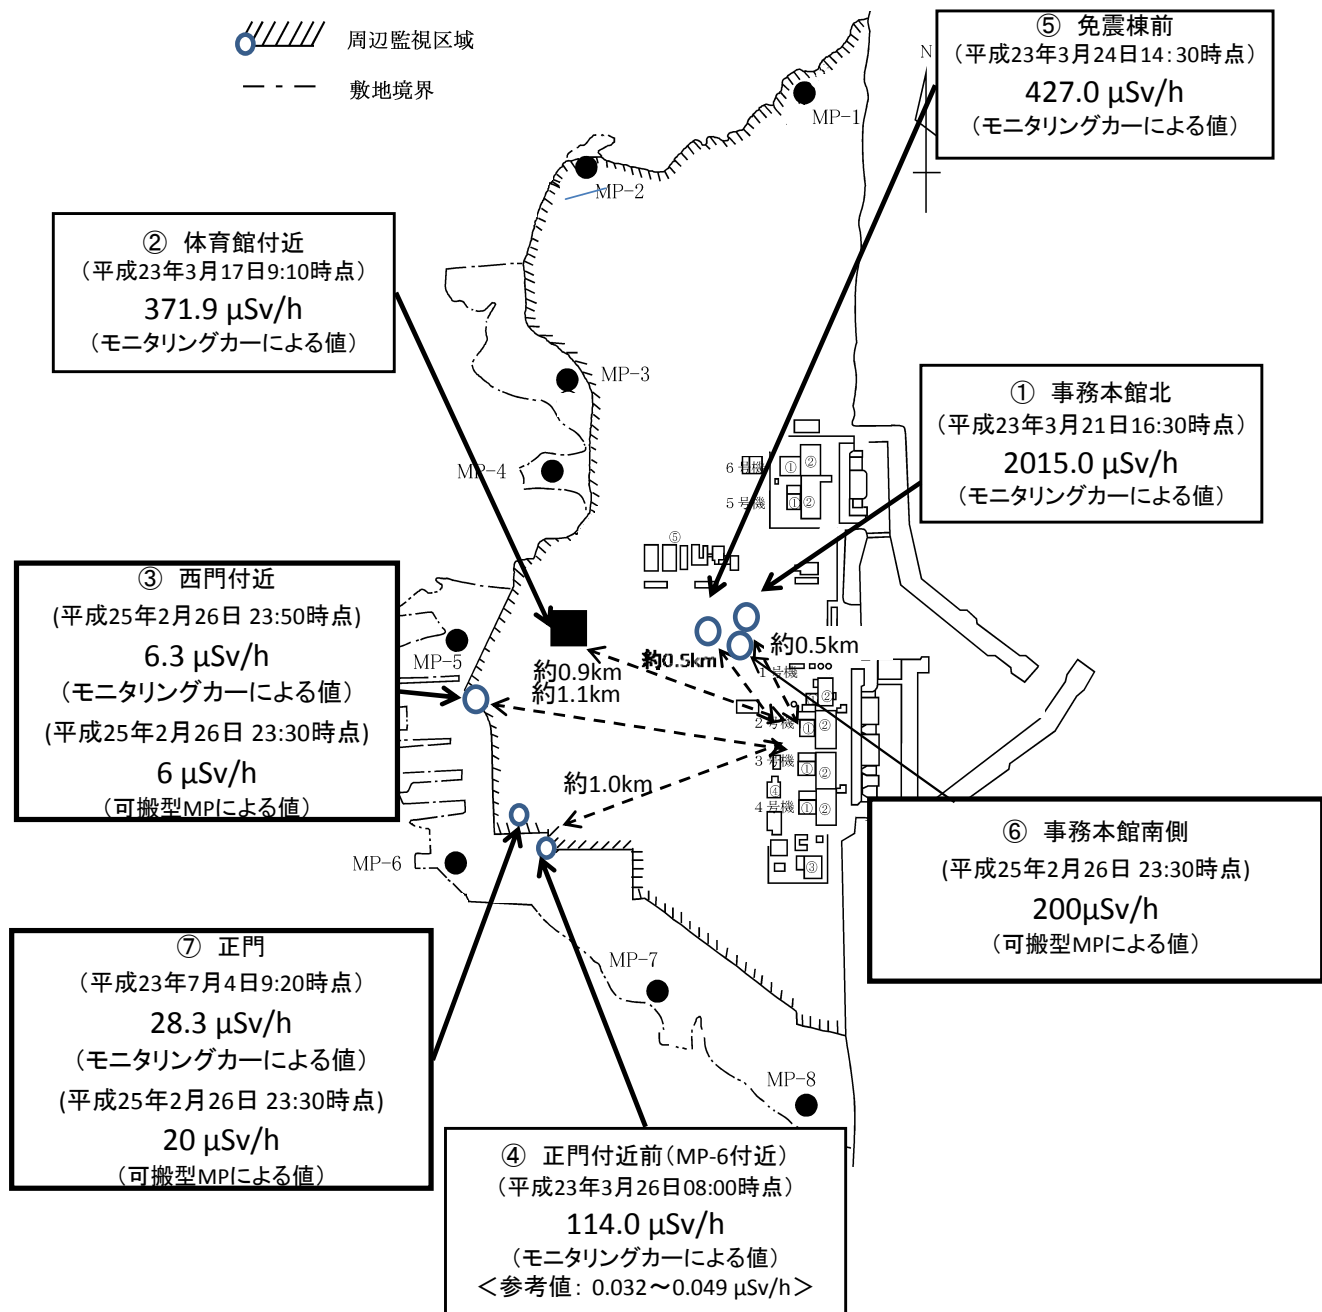 周辺監視区域
敷地境界
⑤ 免震棟前
（平成23年3月24日14:30時点）
427.0 μSv/h
（モニタリングカーによる値）
N
MP-1
MP-2
② 体育館付近
（平成23年3月17日9:10時点）
371.9 μSv/h
（モニタリングカーによる値）
MP-3
① 事務本館北
（平成23年3月21日16:30時点）
2015.0 μSv/h
（モニタリングカーによる値）
MP-4
6号機
①
②
5号機
①
②
⑤
③ 西門付近
(平成25年2月26日 23:50時点)
6.3 μSv/h
（モニタリングカーによる値）
(平成25年2月26日 23:30時点)
6 μSv/h
（可搬型MPによる値）
MP-5
約0.9km
約1.1km
約0.5km
約0.5km
1号機
②
2号機
①
②
3号機
①
②
④
4号機
①
②
③
約1.0km
MP-6
⑥ 事務本館南側
(平成25年2月26日 23:30時点)
200μSv/h
（可搬型MPによる値）
⑦ 正門
（平成23年7月4日9:20時点）
28.3 μSv/h
（モニタリングカーによる値）
(平成25年2月26日 23:30時点)
20 μSv/h
（可搬型MPによる値）
MP-7
MP-8
④ 正門付近前（MP-6付近）
（平成23年3月26日08:00時点）
114.0 μSv/h
（モニタリングカーによる値）
＜参考値： 0.032～0.049 μSv/h＞